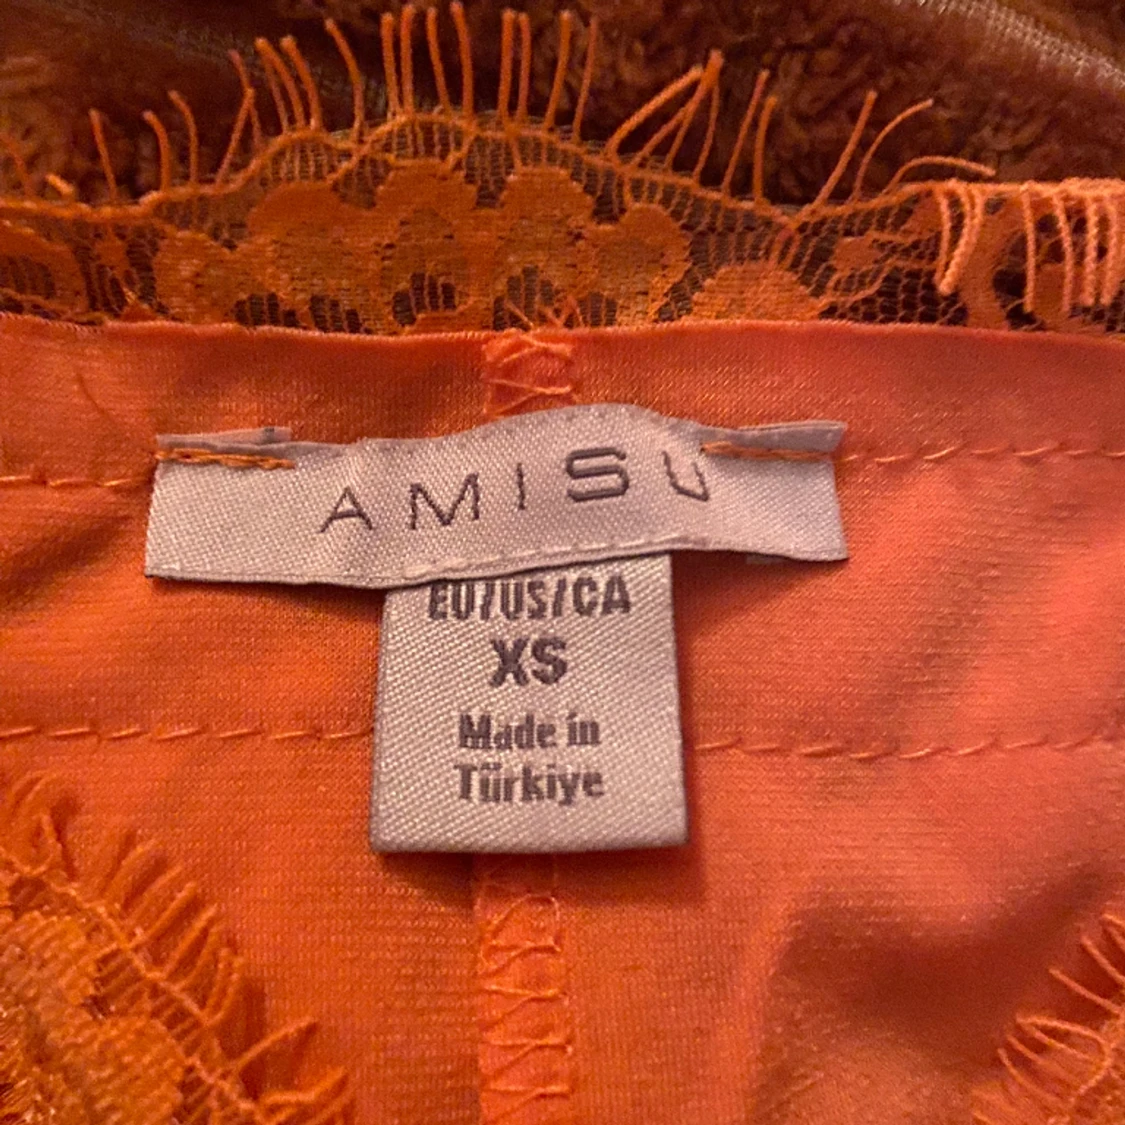 AMISU
EU/US/CA
XS
Made in
Türkiye